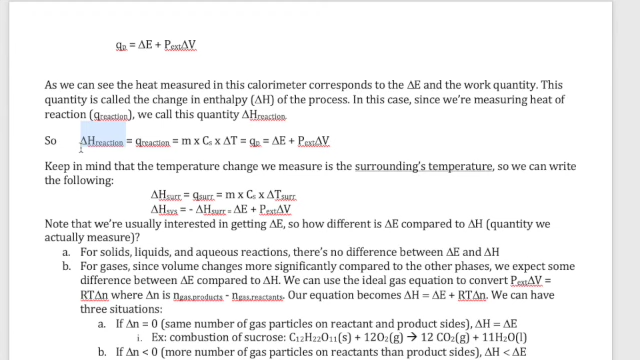 qp = ΔE + PextΔV
As we can see the heat measured in this calorimeter corresponds to the ΔE and the work quantity. This
quantity is called the change in enthalpy (ΔH) of the process. In this case, since we're measuring heat of
reaction (qreaction), we call this quantity ΔHreaction.
So ΔHreaction = qreaction = m x Cs x ΔT = qp = ΔE + PextΔV
Keep in mind that the temperature change we measure is the surrounding's temperature, so we can write
the following:
ΔHsurr = qsurr = m x Cs x ΔTsurr
ΔHsys = - ΔHsurr = ΔE + PextΔV
Note that we're usually interested in getting ΔE, so how different is ΔE compared to ΔH (quantity we
actually measure)?
a. For solids, liquids, and aqueous reactions, there's no difference between ΔE and ΔH
b. For gases, since volume changes more significantly compared to the other phases, we expect some
difference between ΔE compared to ΔH. We can use the ideal gas equation to convert PextΔV =
RTΔn where Δn is ngas,products - ngas,reactants. Our equation becomes ΔH = ΔE + RTΔn. We can have
three situations:
a. If Δn = 0 (same number of gas particles on reactant and product sides), ΔH = ΔE
i. Ex: combustion of sucrose: C₁₂H₂₂O₁₁(s) + 12O₂(g) → 12 CO₂(g) + 11H₂O(l)
b. If Δn < 0 (more number of gas particles on reactants than product sides), ΔH < ΔE